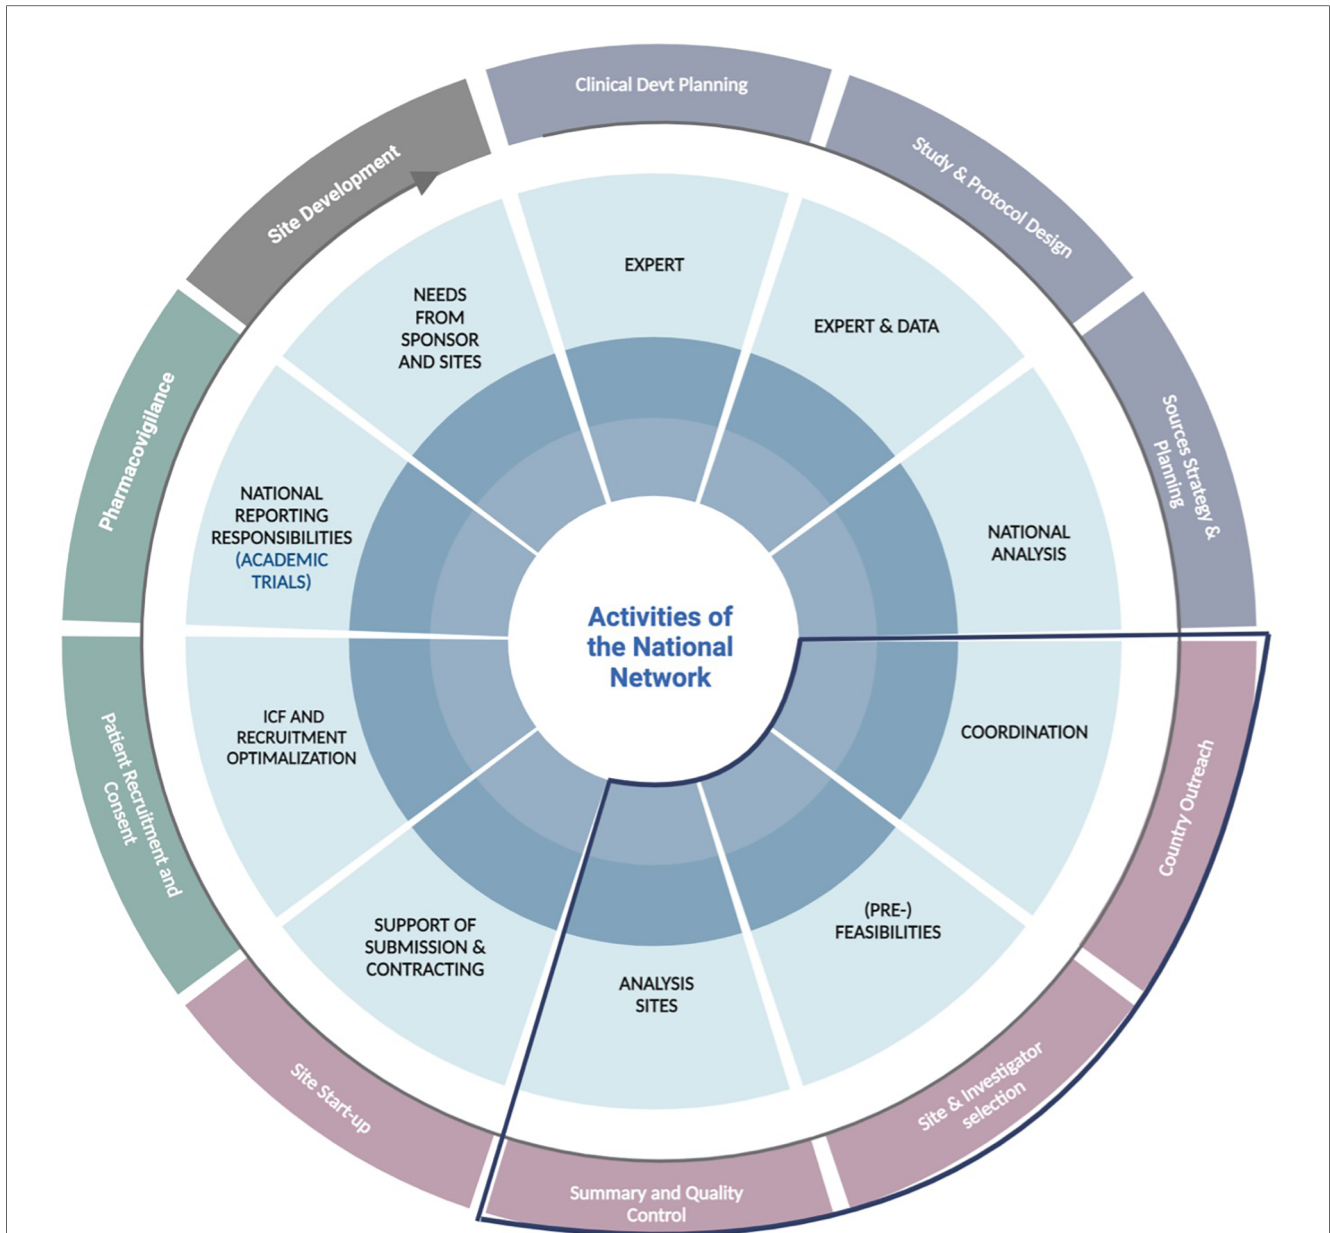 Clinical Devt Planning
Study & Protocol Design
Sources Strategy &
Planning
Country Outreach
Site & Investigator
selection
Summary and Quality
Control
Site Start-up
Patient Recruitment and
Consent
Pharmacovigilance
Site Development
EXPERT
EXPERT & DATA
NATIONAL
ANALYSIS
COORDINATION
(PRE-)
FEASIBILITIES
ANALYSIS
SITES
SUPPORT OF
SUBMISSION &
CONTRACTING
ICF AND
RECRUITMENT
OPTIMALIZATION
NATIONAL
REPORTING
RESPONSIBILITIES
(ACADEMIC
TRIALS)
NEEDS
FROM
SPONSOR
AND SITES
Activities of
the National
Network